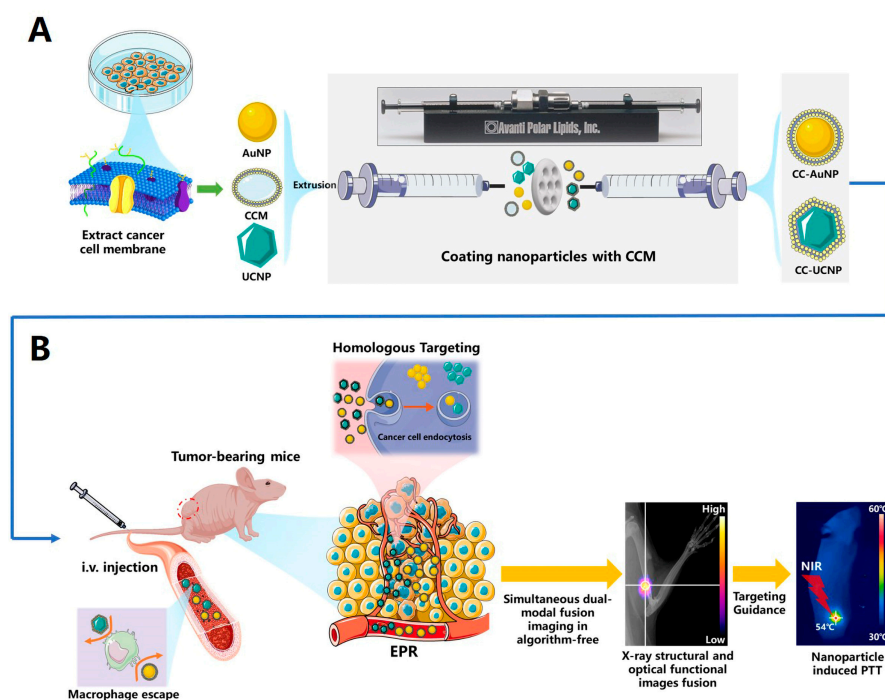 A
AuNP
CCM
UCNP
Extract cancer
cell membrane
Extrusion
Avanti Polar Lipids, Inc.
Coating nanoparticles with CCM
CC-AuNP
CC-UCNP
B
Homologous Targeting
Cancer cell endocytosis
Tumor-bearing mice
i.v. injection
Macrophage escape
EPR
Simultaneous dual-
modal fusion
imaging in
algorithm-free
High
Low
X-ray structural and
optical functional
images fusion
Targeting
Guidance
60℃
NIR
54℃
30℃
Nanoparticle
induced PTT